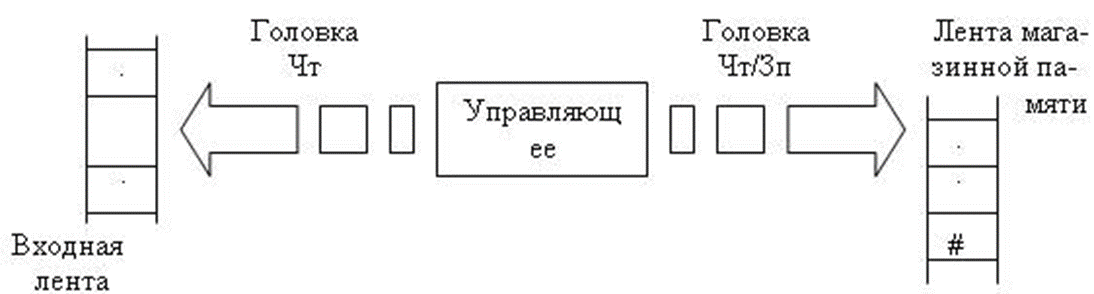 Головка
Чт
Головка
Чт/Зп
Лента мага-
зинной па-
мяти
Управляющ
ее
#
Входная
лента